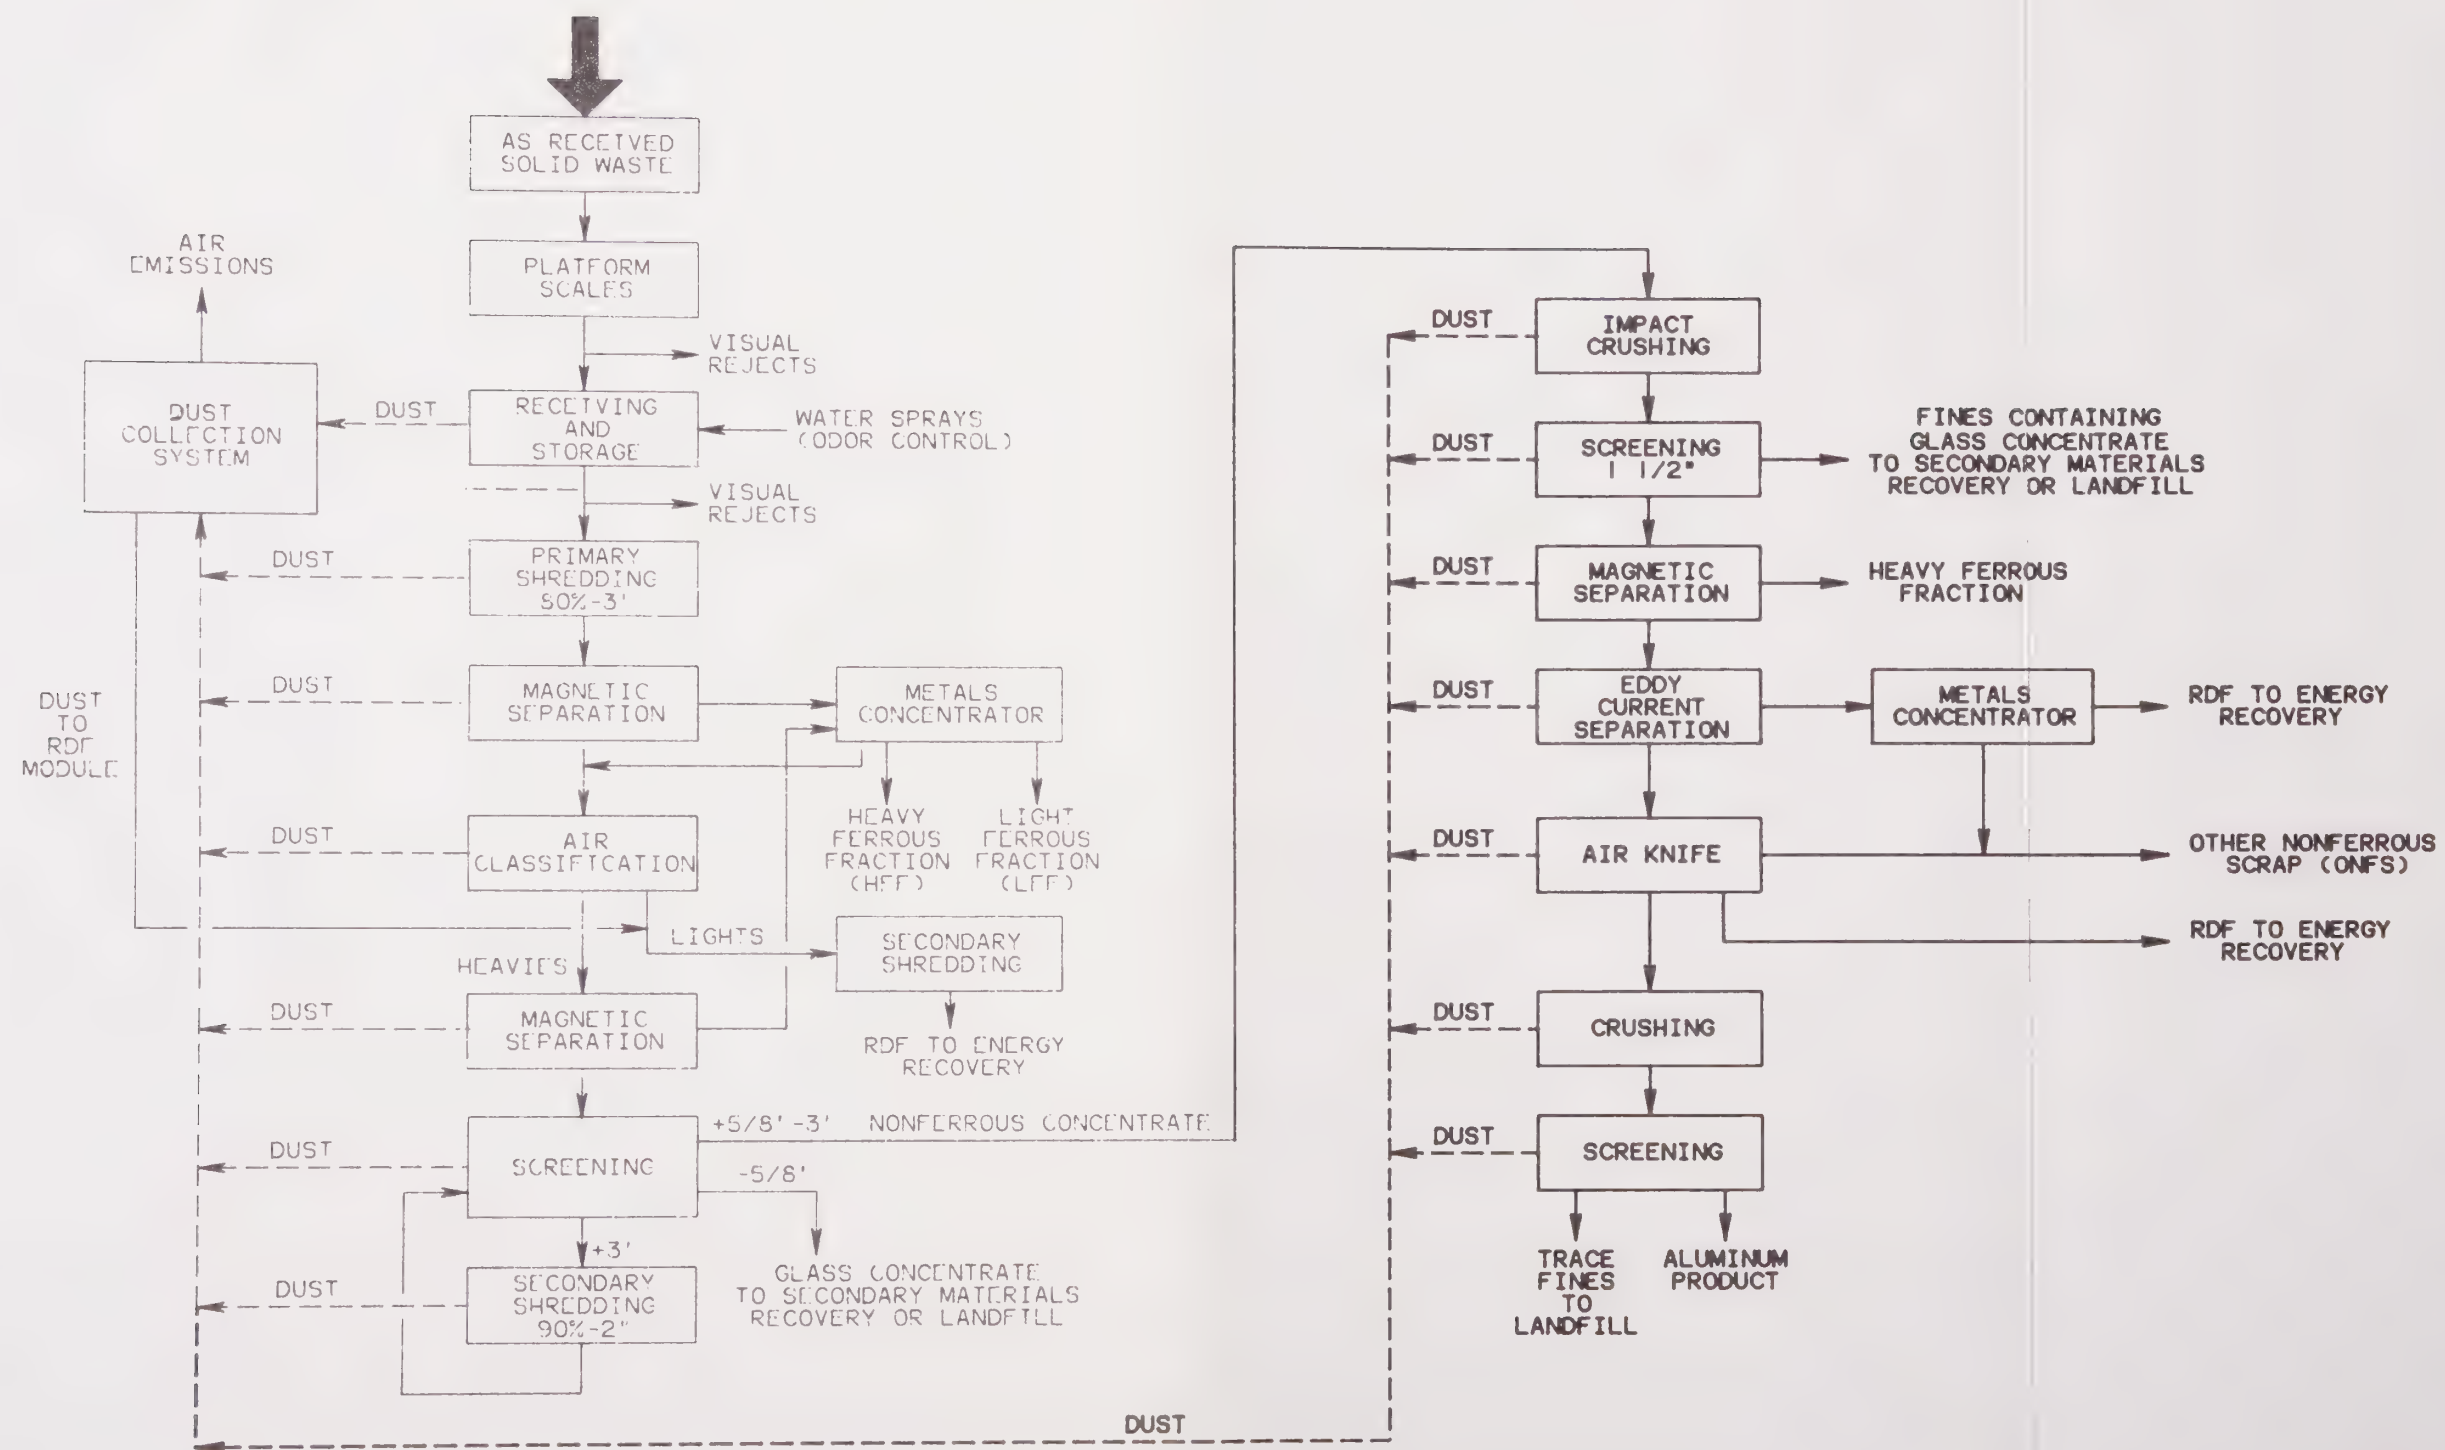 AS RECEIVED
SOLID WASTE
PLATFORM
SCALES
AIR
EMISSIONS
VISUAL
REJECTS
DUST
COLLECTION
SYSTEM
DUST
RECEIVING
AND
STORAGE
WATER SPRAYS
(ODOR CONTROL)
VISUAL
REJECTS
DUST
PRIMARY
SHREDDING
80%-3'
DUST
TO
RDF
MODULE
DUST
MAGNETIC
SEPARATION
METALS
CONCENTRATOR
HEAVY
FERROUS
FRACTION
(HFF)
LIGHT
FERROUS
FRACTION
(LFF)
DUST
AIR
CLASSIFICATION
LIGHTS
SECONDARY
SHREDDING
HEAVIES
RDF TO ENERGY
RECOVERY
DUST
MAGNETIC
SEPARATION
DUST
SCREENING
+5/8'-3' NONFERROUS CONCENTRATE
-5/8'
+3'
GLASS CONCENTRATE
TO SECONDARY MATERIALS
RECOVERY OR LANDFILL
DUST
SECONDARY
SHREDDING
90%-2"
DUST
DUST
IMPACT
CRUSHING
DUST
SCREENING
1 1/2"
FINES CONTAINING
GLASS CONCENTRATE
TO SECONDARY MATERIALS
RECOVERY OR LANDFILL
DUST
MAGNETIC
SEPARATION
HEAVY FERROUS
FRACTION
DUST
EDDY
CURRENT
SEPARATION
METALS
CONCENTRATOR
RDF TO ENERGY
RECOVERY
DUST
AIR KNIFE
OTHER NONFERROUS
SCRAP (ONFS)
RDF TO ENERGY
RECOVERY
DUST
CRUSHING
DUST
SCREENING
TRACE
FINES
TO
LANDFILL
ALUMINUM
PRODUCT